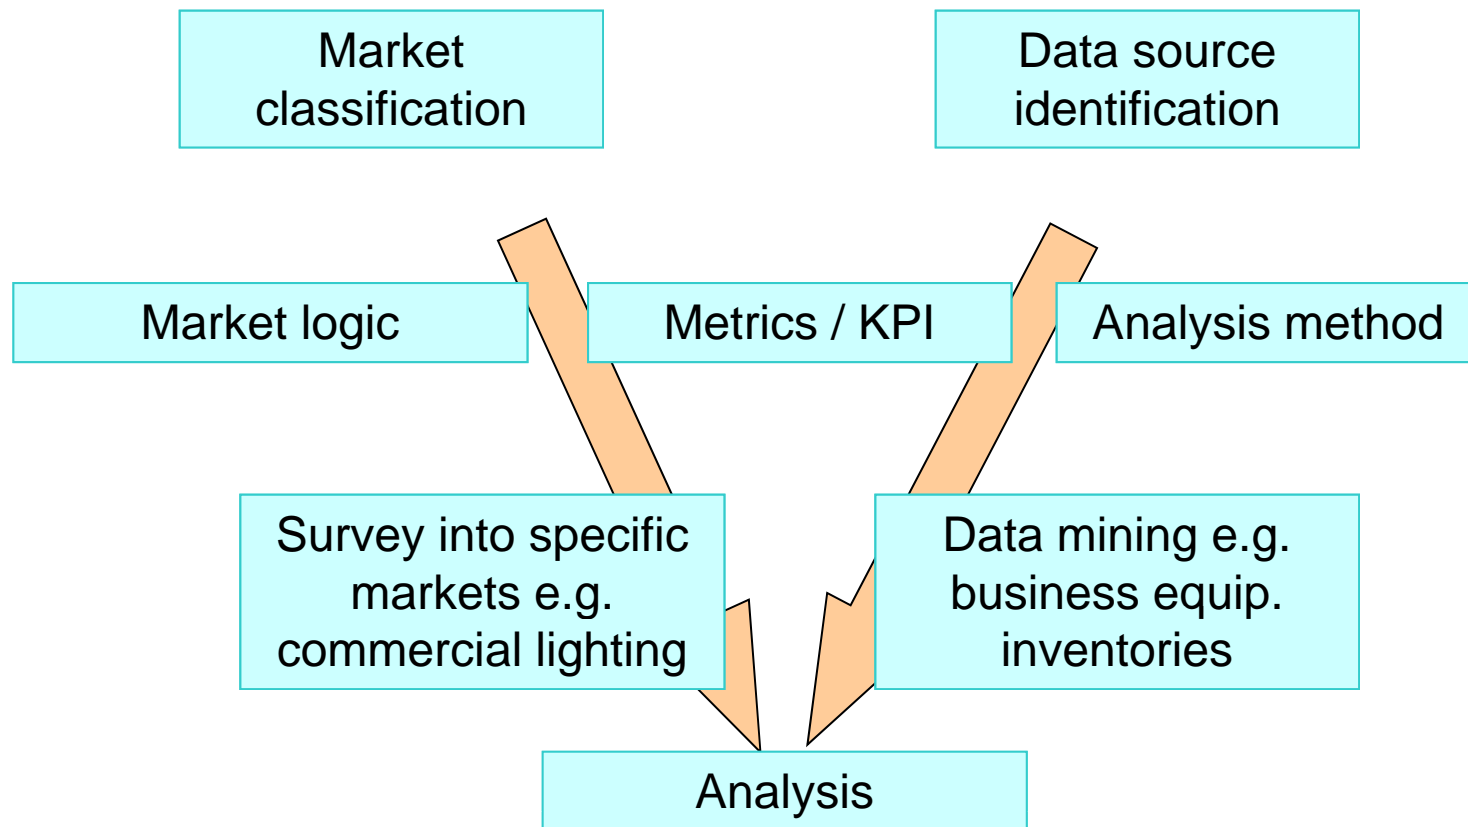 Market
classification
Data source
identification
Market logic
Metrics / KPI
Analysis method
Survey into specific
markets e.g.
commercial lighting
Data mining e.g.
business equip.
inventories
Analysis